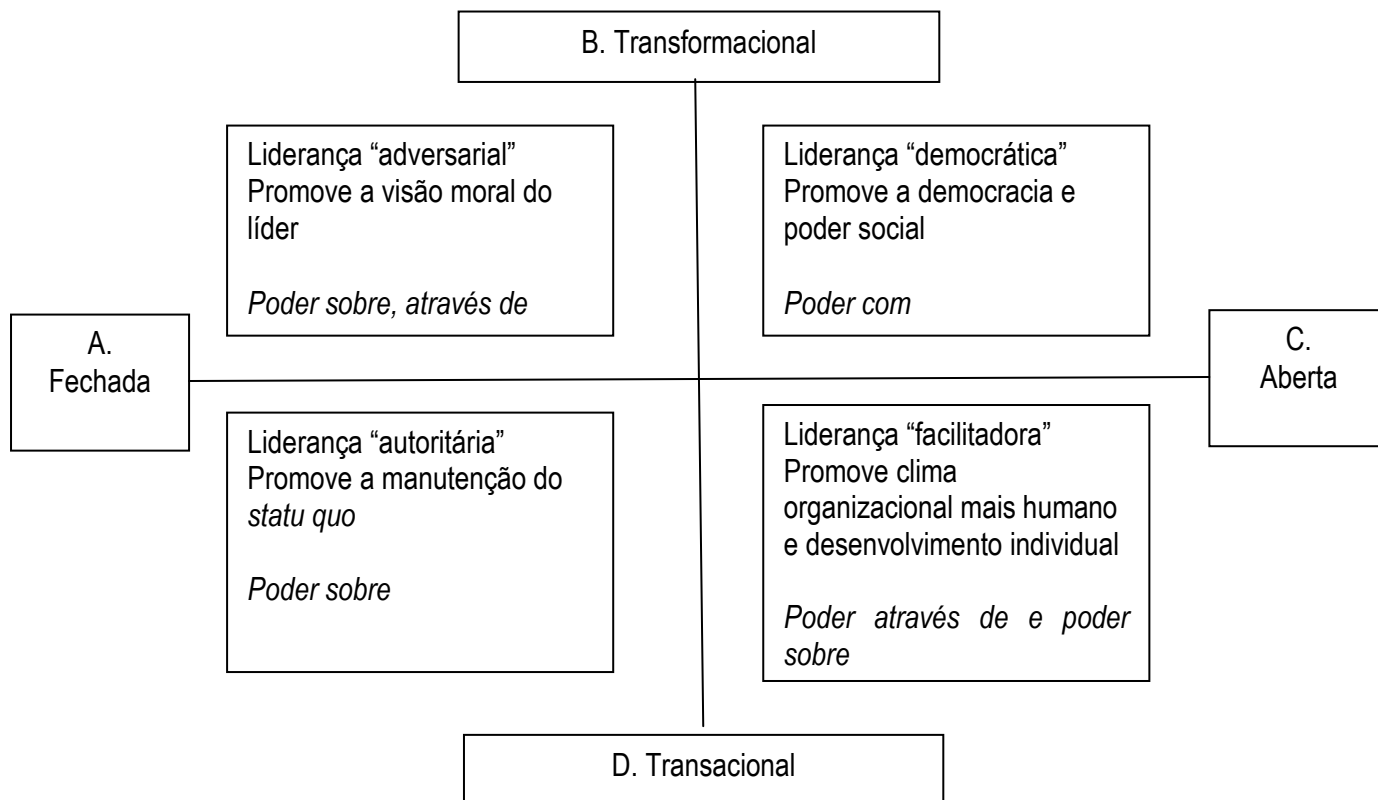 B. Transformacional
Liderança “adversarial”
Promove a visão moral do
líder
Poder sobre, através de
Liderança “democrática”
Promove a democracia e
poder social
Poder com
A.
Fechada
C.
Aberta
Liderança “autoritária”
Promove a manutenção do
statu quo
Poder sobre
Liderança “facilitadora”
Promove clima
organizacional mais humano
e desenvolvimento individual
Poder através de e poder
sobre
D. Transacional